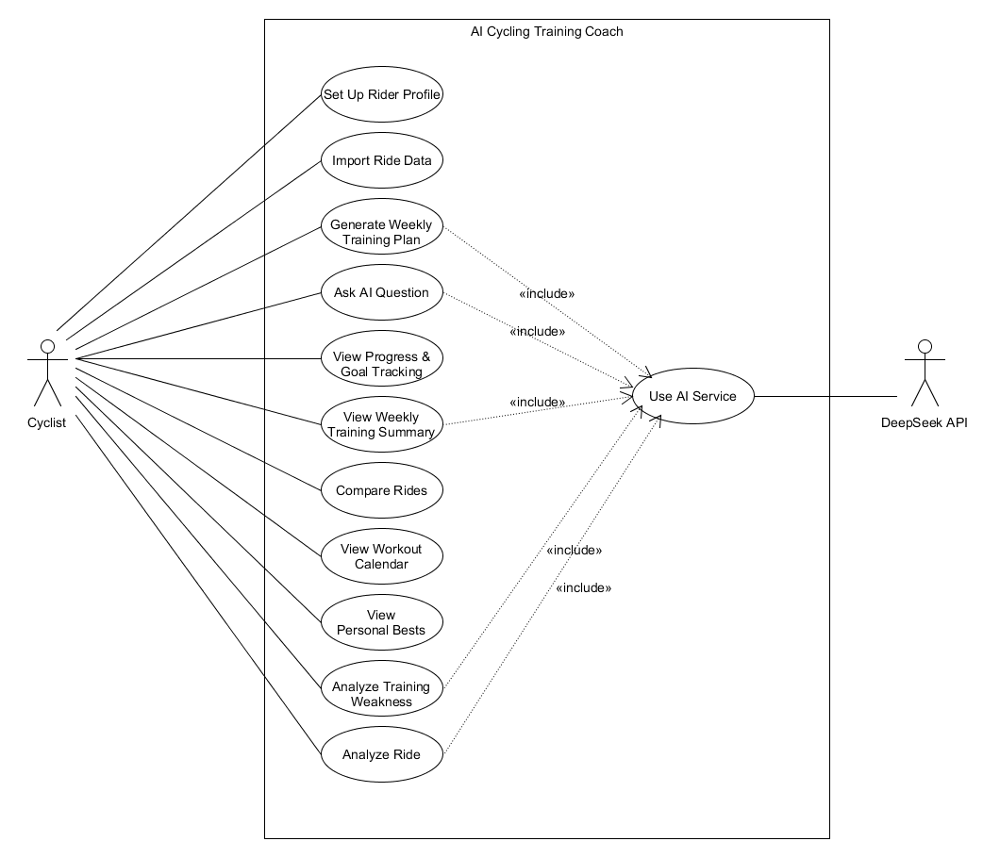 AI Cycling Training Coach
Set Up Rider Profile
Import Ride Data
Generate Weekly
Training Plan
«include»
Ask AI Question
«include»
View Progress &
Goal Tracking
Use AI Service
«include»
View Weekly
Training Summary
Cyclist
DeepSeek API
Compare Rides
View Workout
Calendar
«include»
«include»
View
Personal Bests
Analyze Training
Weakness
Analyze Ride